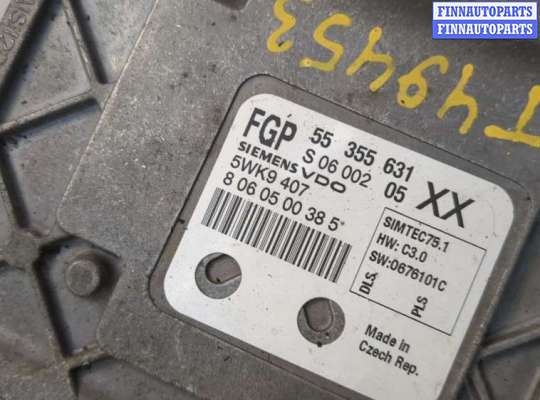 FINNAUTOPARTS
FINNAUTOPARTS
T49453
FGP 55 355 631
S 06 002 05 XX
SIEMENS VDO
5WK9 407
8 06 05 00 38 5*
SIMTEC75.1
HW: C3.0
SW:0676101C
DLS.
PLS
Made in
Czech Rep.